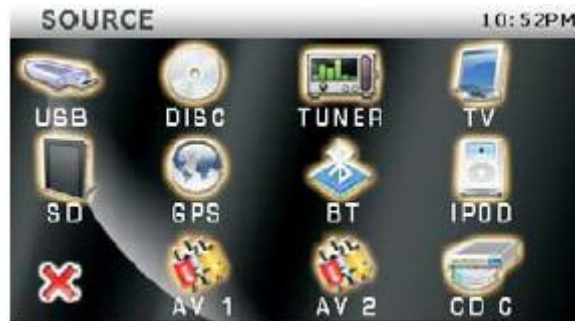 SOURCE 10:52PM
USB DISC TUNER TV
SD GPS BT IPOD
AV 1 AV 2 CD C